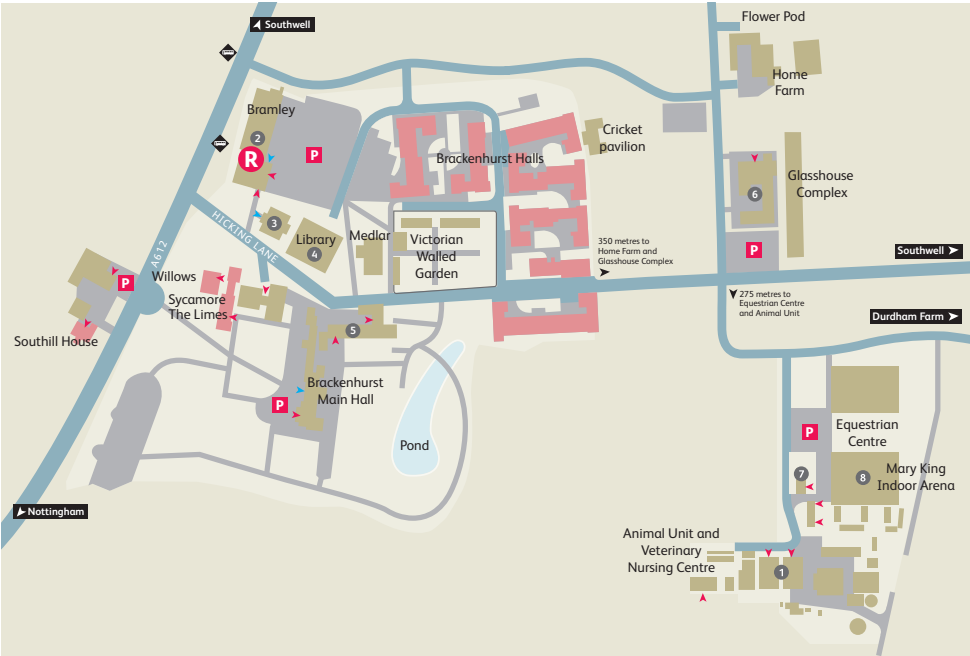 Southwell
Flower Pod
Home
Farm
Bramley
2
R
P
Brackenhurst Halls
Cricket
pavilion
Glasshouse
Complex
6
P
3
HICKING LANE
Library
4
Medlar
Victorian
Walled
Garden
350 metres to
Home Farm and
Glasshouse Complex
Southwell
A612
P
Willows
Sycamore
The Limes
Southill House
275 metres to
Equestrian Centre
and Animal Unit
Durdham Farm
5
Brackenhurst
Main Hall
P
Pond
P
Equestrian
Centre
7
8
Mary King
Indoor Arena
Nottingham
Animal Unit and
Veterinary
Nursing Centre
1